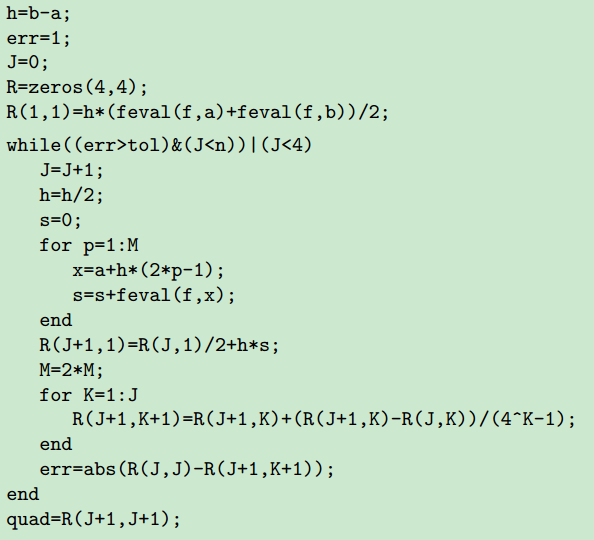 h=b-a;
err=1;
J=0;
R=zeros(4,4);
R(1,1)=h*(feval(f,a)+feval(f,b))/2;
while((err>tol)&(J<n))|(J<4)
   J=J+1;
   h=h/2;
   s=0;
   for p=1:M
      x=a+h*(2*p-1);
      s=s+feval(f,x);
   end
   R(J+1,1)=R(J,1)/2+h*s;
   M=2*M;
   for K=1:J
      R(J+1,K+1)=R(J+1,K)+(R(J+1,K)-R(J,K))/(4^K-1);
   end
   err=abs(R(J,J)-R(J+1,K+1));
end
quad=R(J+1,J+1);